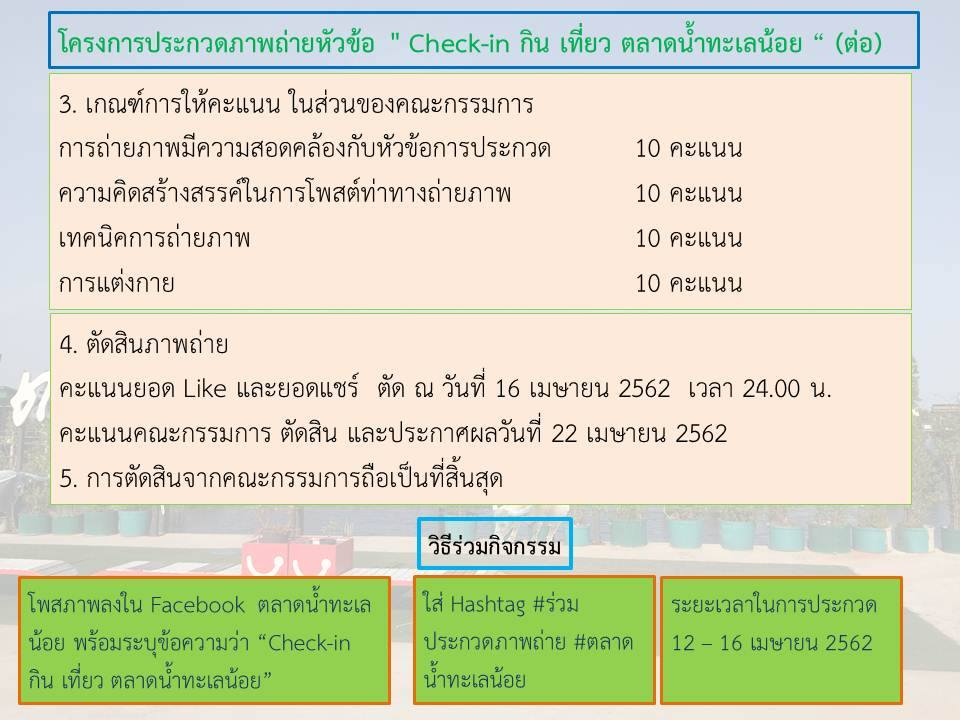 โครงการประกวดภาพถ่ายหัวข้อ " Check-in กิน เที่ยว ตลาดน้ำทะเลน้อย “ (ต่อ)
3. เกณฑ์การให้คะแนน ในส่วนของคณะกรรมการ
การถ่ายภาพมีความสอดคล้องกับหัวข้อการประกวด 10 คะแนน
ความคิดสร้างสรรค์ในการโพสต์ท่าทางถ่ายภาพ 10 คะแนน
เทคนิคการถ่ายภาพ 10 คะแนน
การแต่งกาย 10 คะแนน
4. ตัดสินภาพถ่าย
คะแนนยอด Like และยอดแชร์ ตัด ณ วันที่ 16 เมษายน 2562 เวลา 24.00 น.
คะแนนคณะกรรมการ ตัดสิน และประกาศผลวันที่ 22 เมษายน 2562
5. การตัดสินจากคณะกรรมการถือเป็นที่สิ้นสุด
วิธีร่วมกิจกรรม
โพสภาพลงใน Facebook ตลาดน้ำทะเล
น้อย พร้อมระบุข้อความว่า “Check-in
กิน เที่ยว ตลาดน้ำทะเลน้อย”
ใส่ Hashtag #ร่วม
ประกวดภาพถ่าย #ตลาด
น้ำทะเลน้อย
ระยะเวลาในการประกวด
12 – 16 เมษายน 2562